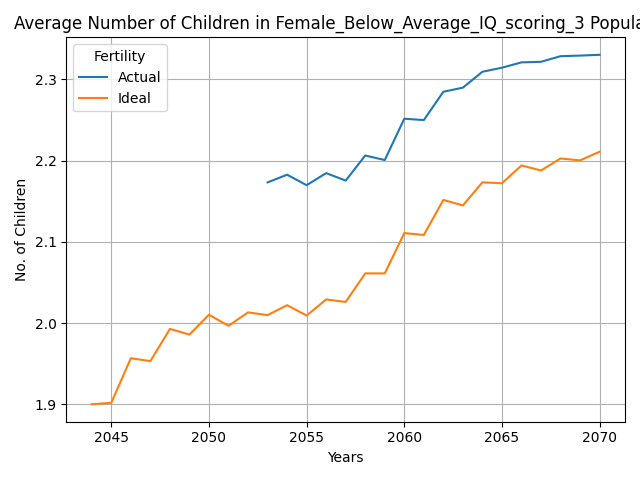 Average Number of Children in Female_Below_Average_IQ_scoring_3 Popula
Fertility
Actual
Ideal
No. of Children
2.3
2.2
2.1
2.0
1.9
2045 2050 2055 2060 2065 2070
Years